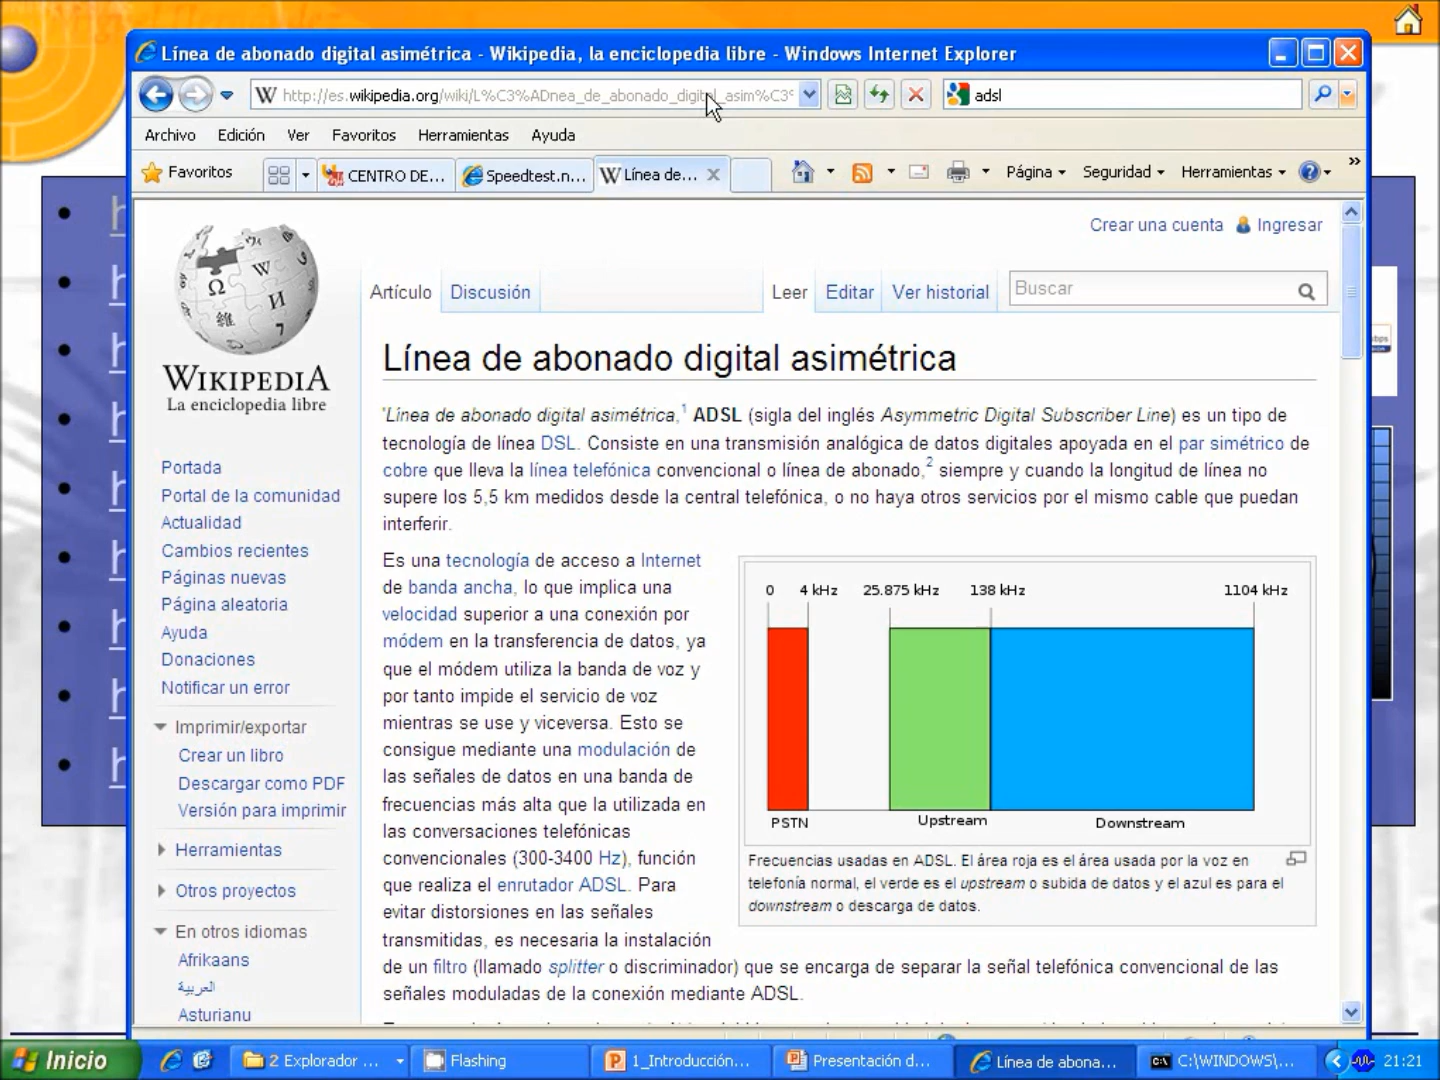 Línea de abonado digital asimétrica - Wikipedia, la enciclopedia libre - Windows Internet Explorer
http://es.wikipedia.org/wiki/L%C3%ADnea_de_abonado_digital_asim%C3%
adsl
Archivo Edición Ver Favoritos Herramientas Ayuda
Favoritos CENTRO DE... Speedtest.n... Línea de... Página Seguridad Herramientas
Crear una cuenta Ingresar
Artículo Discusión Leer Editar Ver historial Buscar
WIKIPEDIA
La enciclopedia libre
Portada
Portal de la comunidad
Actualidad
Cambios recientes
Páginas nuevas
Página aleatoria
Ayuda
Donaciones
Notificar un error
Imprimir/exportar
Crear un libro
Descargar como PDF
Versión para imprimir
Herramientas
Otros proyectos
En otros idiomas
Afrikaans
العربية
Asturianu
Línea de abonado digital asimétrica
'Línea de abonado digital asimétrica,1 ADSL (sigla del inglés Asymmetric Digital Subscriber Line) es un tipo de
tecnología de línea DSL. Consiste en una transmisión analógica de datos digitales apoyada en el par simétrico de
cobre que lleva la línea telefónica convencional o línea de abonado,2 siempre y cuando la longitud de línea no
supere los 5,5 km medidos desde la central telefónica, o no haya otros servicios por el mismo cable que puedan
interferir.
Es una tecnología de acceso a Internet
de banda ancha, lo que implica una
velocidad superior a una conexión por
módem en la transferencia de datos, ya
que el módem utiliza la banda de voz y
por tanto impide el servicio de voz
mientras se use y viceversa. Esto se
consigue mediante una modulación de
las señales de datos en una banda de
frecuencias más alta que la utilizada en
las conversaciones telefónicas
convencionales (300-3400 Hz), función
que realiza el enrutador ADSL. Para
evitar distorsiones en las señales
transmitidas, es necesaria la instalación
de un filtro (llamado splitter o discriminador) que se encarga de separar la señal telefónica convencional de las
señales moduladas de la conexión mediante ADSL.
0 4 kHz 25.875 kHz 138 kHz 1104 kHz
PSTN Upstream Downstream
Frecuencias usadas en ADSL. El área roja es el área usada por la voz en
telefonía normal, el verde es el upstream o subida de datos y el azul es para el
downstream o descarga de datos.
Inicio 2 Explorador ... Flashing 1_Introducción... Presentación d... Línea de abona... C:\WINDOWS\... 21:21